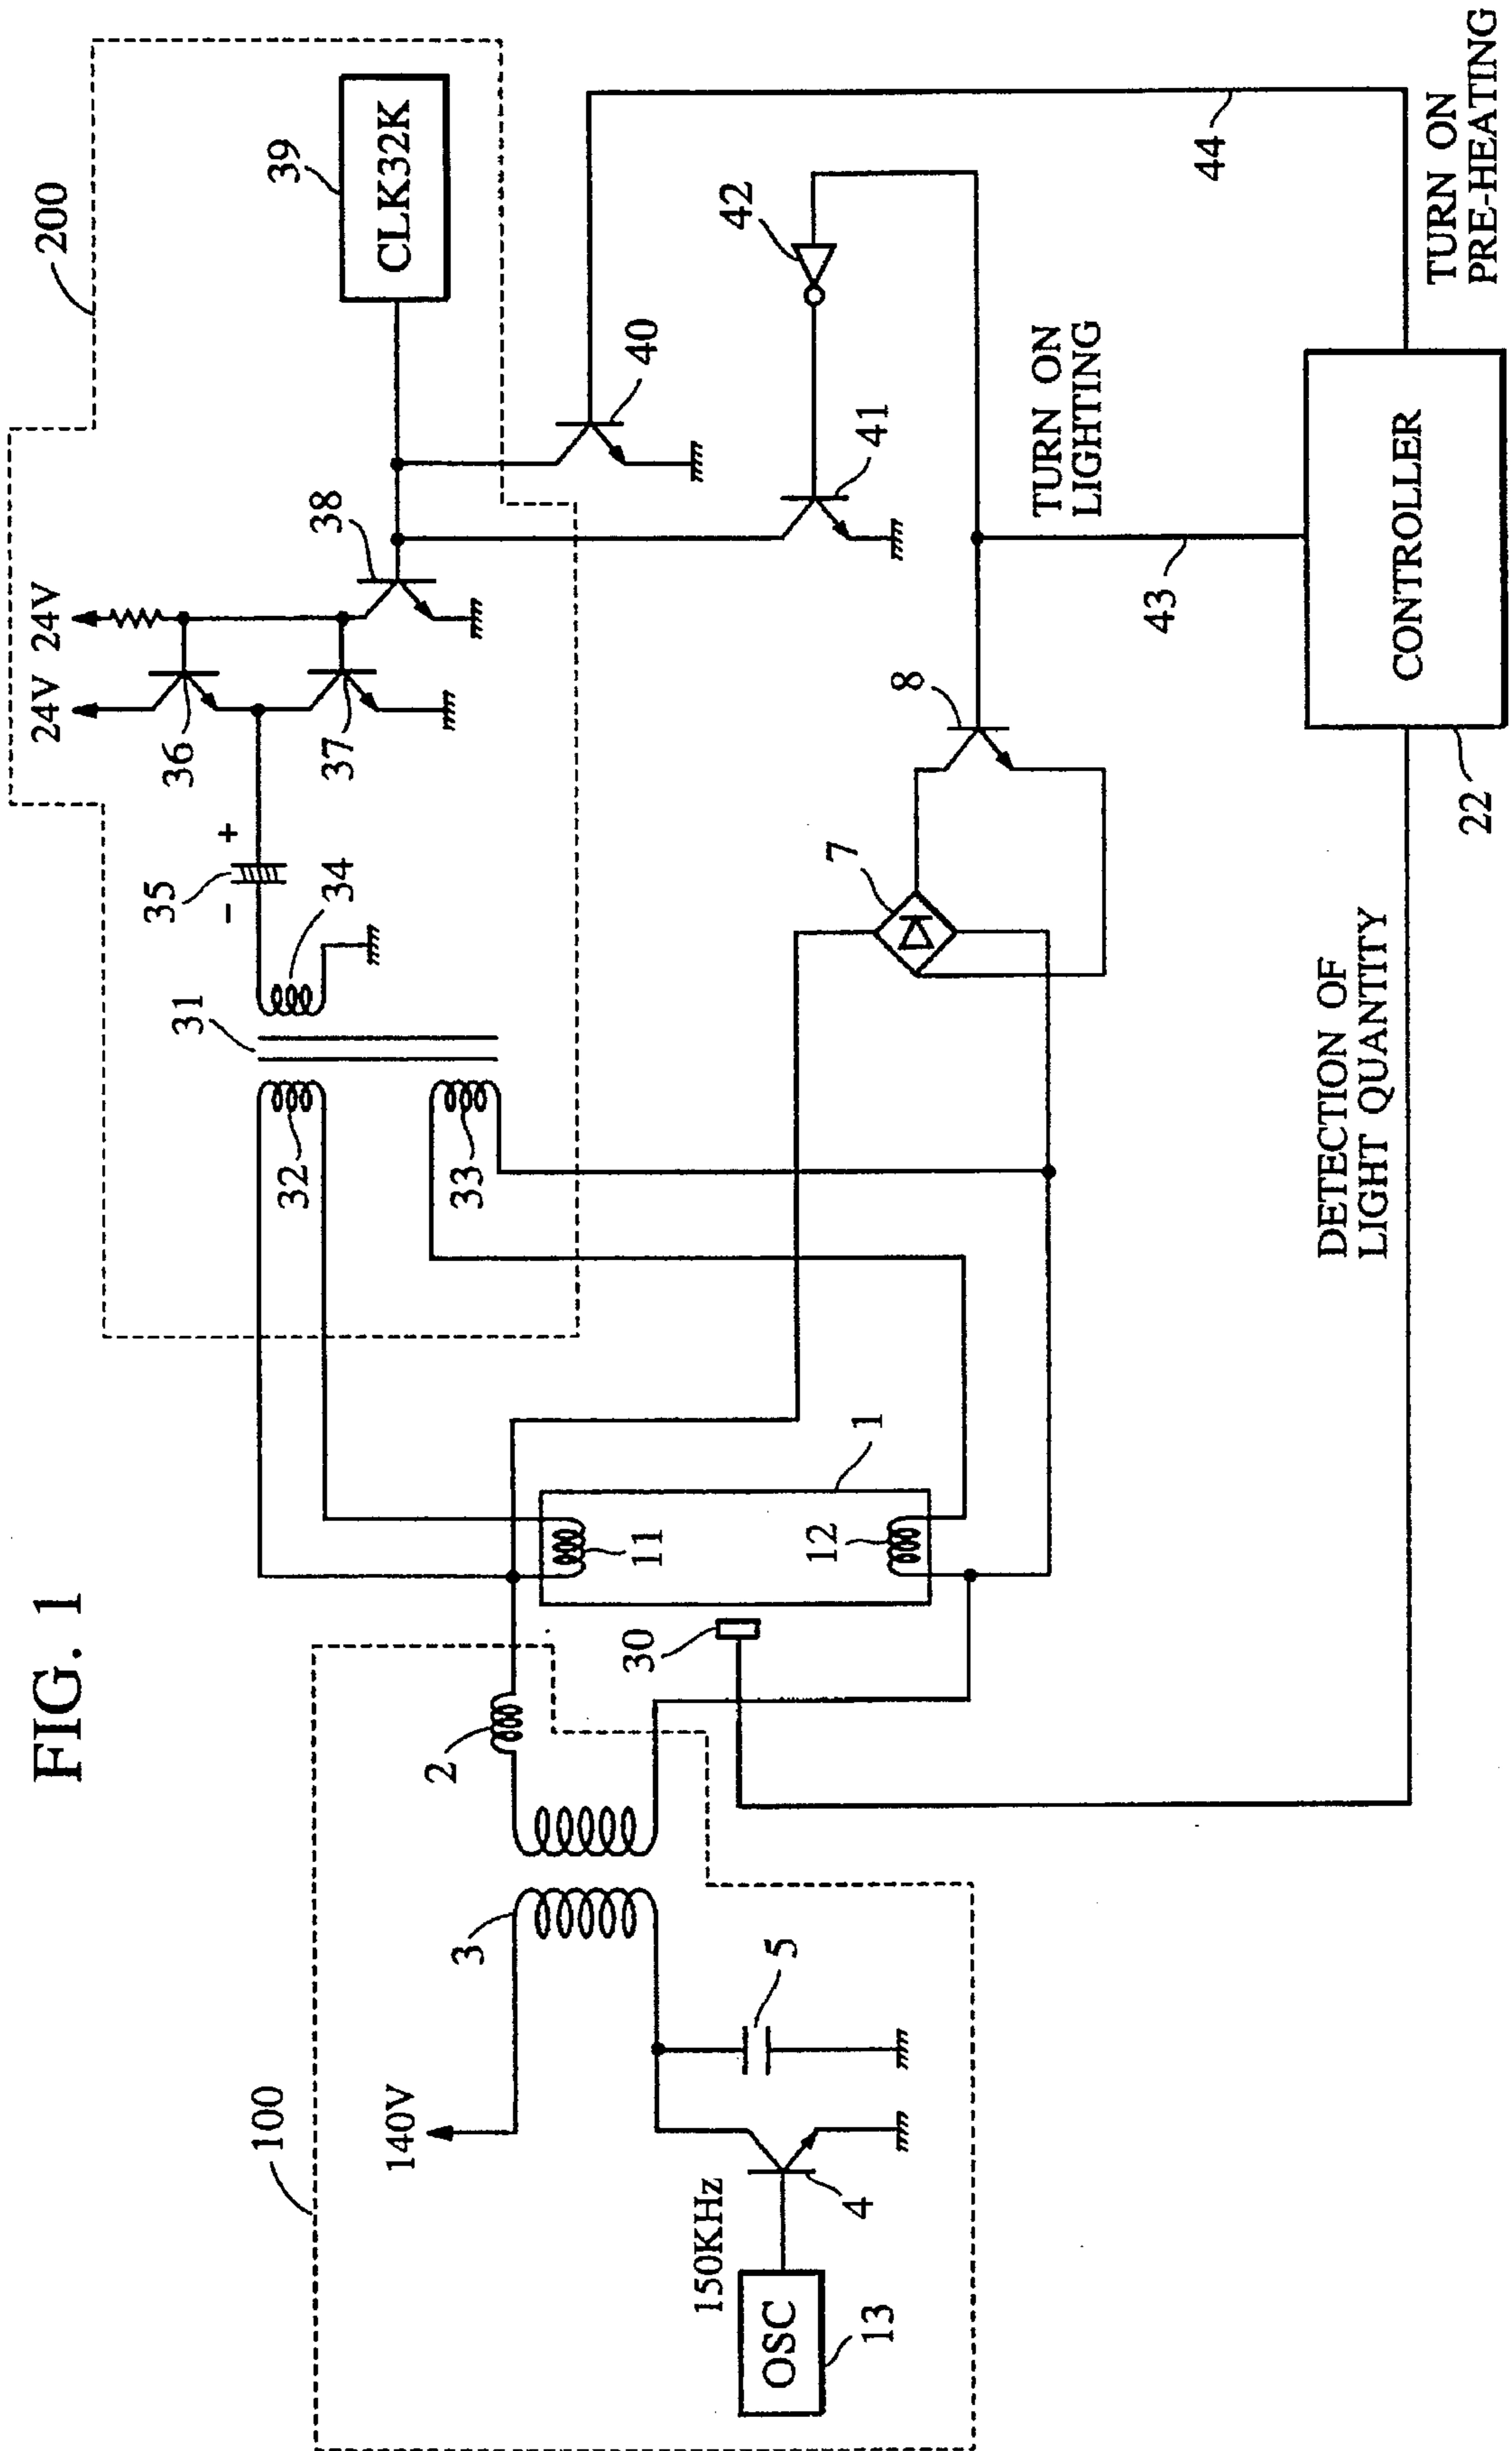 FIG. 1
100
140V
3
2
150KHz
OSC
13
4
5
30
1
11
12
200
24V 24V
36
37
38
35
- +
34
31
32
33
39
CLK32K
40
41
42
7
8
TURN ON
LIGHTING
43
44
TURN ON
PRE-HEATING
CONTROLLER
22
DETECTION OF
LIGHT QUANTITY